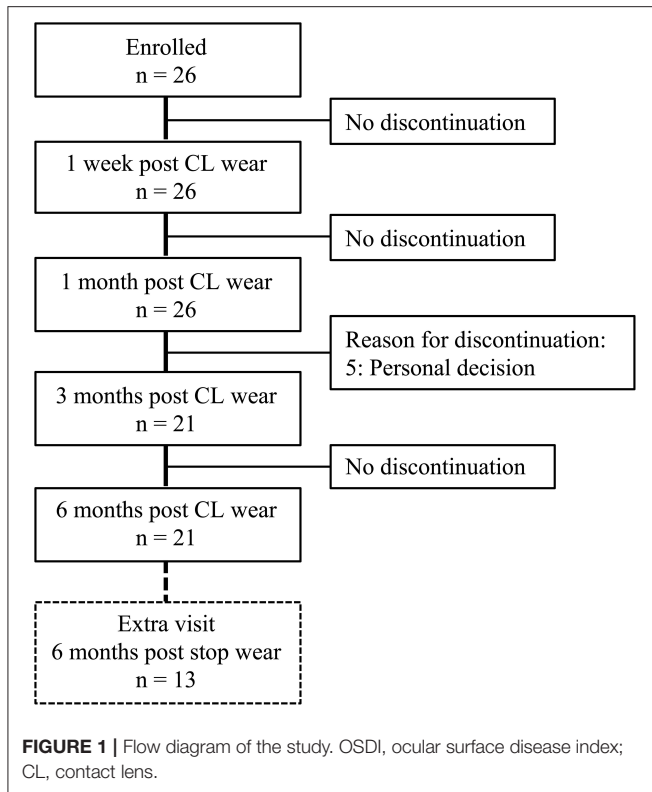 Enrolled
n = 26
No discontinuation
1 week post CL wear
n = 26
No discontinuation
1 month post CL wear
n = 26
Reason for discontinuation:
5: Personal decision
3 months post CL wear
n = 21
No discontinuation
6 months post CL wear
n = 21
Extra visit
6 months post stop wear
n = 13
FIGURE 1 | Flow diagram of the study. OSDI, ocular surface disease index;
CL, contact lens.